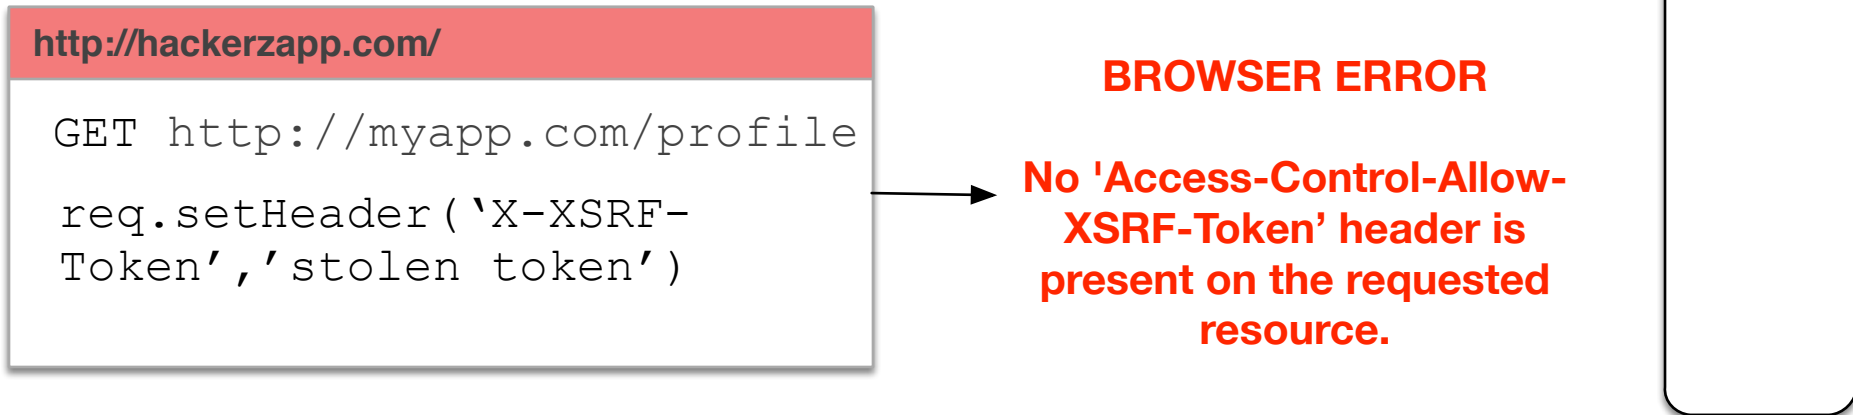 http://hackerzapp.com/
GET http://myapp.com/profile
req.setHeader(‘X-XSRF-
Token’,’stolen token’)
BROWSER ERROR
No 'Access-Control-Allow-
XSRF-Token’ header is
present on the requested
resource.